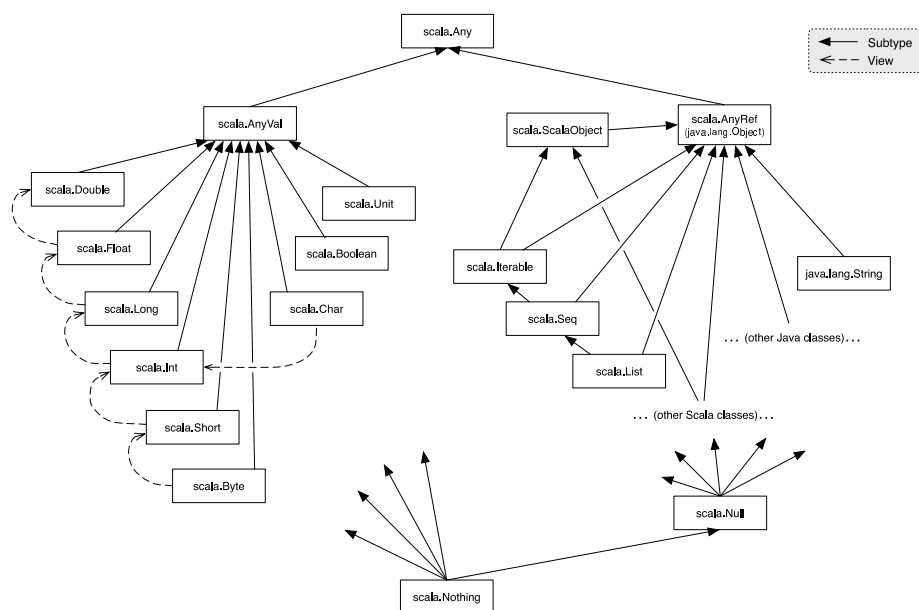 scala.Any
Subtype
View
scala.AnyVal
scala.ScalaObject
scala.AnyRef
(java.lang.Object)
scala.Double
scala.Unit
scala.Float
scala.Boolean
scala.Iterable
java.lang.String
scala.Long
scala.Char
scala.Seq
... (other Java classes)...
scala.Int
scala.List
scala.Short
... (other Scala classes)...
scala.Byte
scala.Null
scala.Nothing